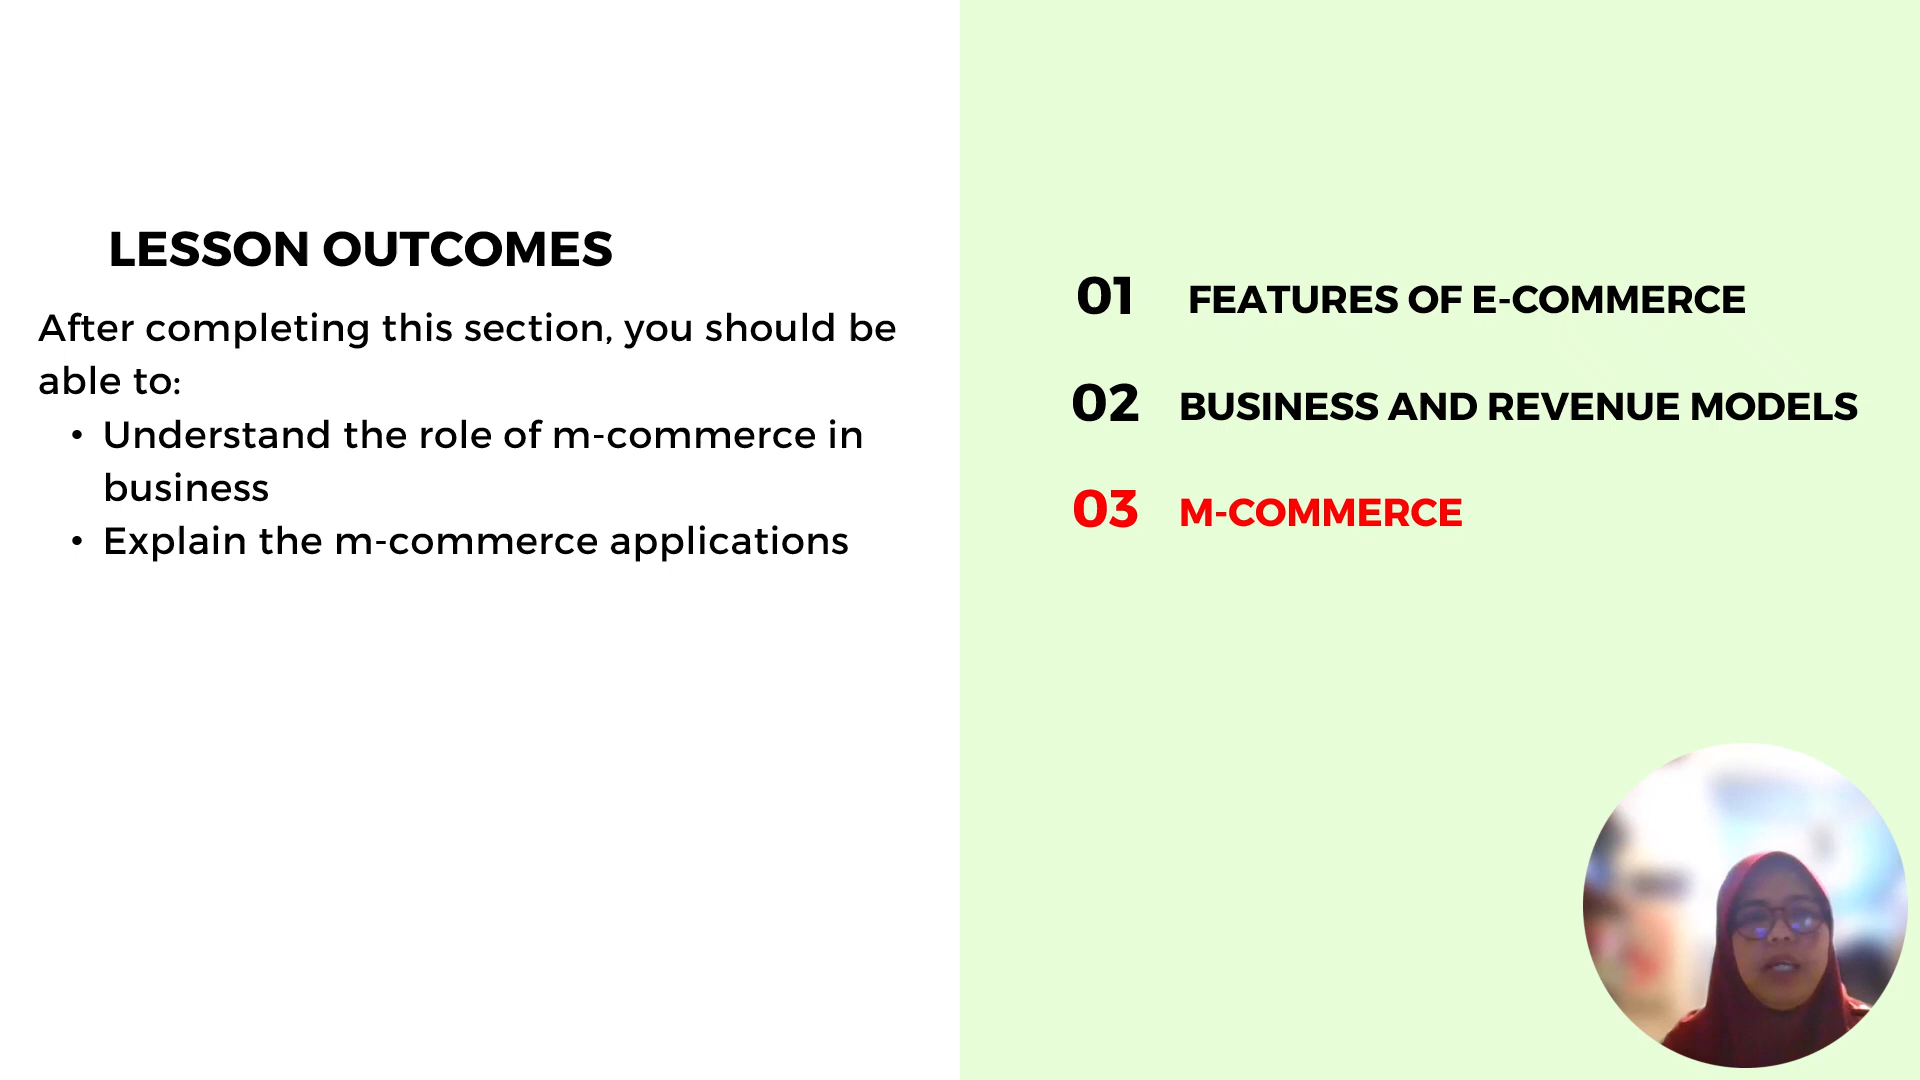 LESSON OUTCOMES
After completing this section, you should be
able to:
• Understand the role of m-commerce in
business
• Explain the m-commerce applications
01 FEATURES OF E-COMMERCE
02 BUSINESS AND REVENUE MODELS
03 M-COMMERCE